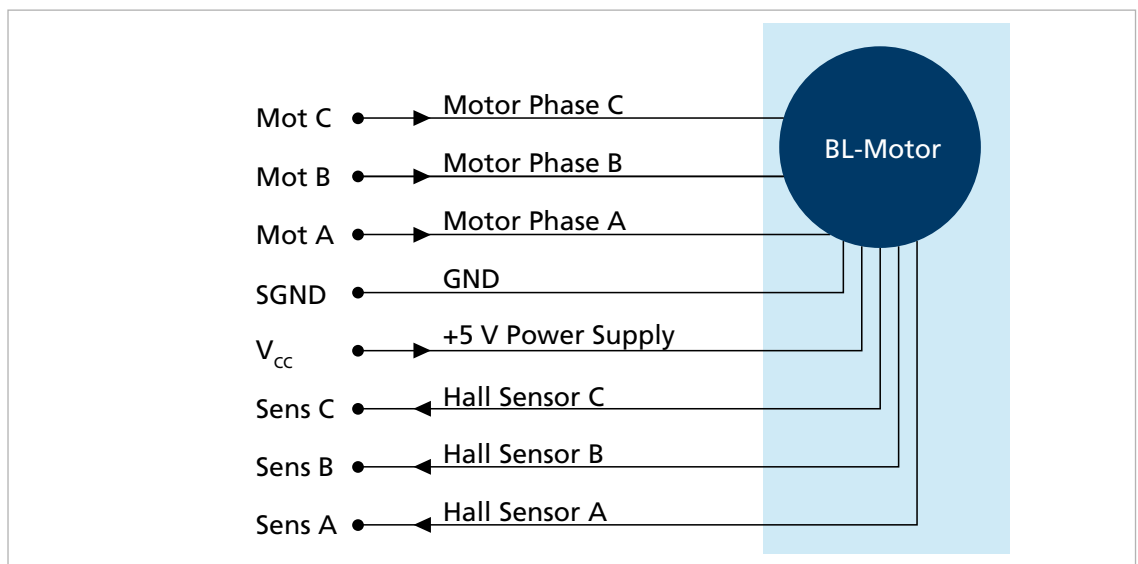 Mot C Motor Phase C
BL-Motor
Mot B Motor Phase B
Mot A Motor Phase A
SGND GND
Vcc +5 V Power Supply
Sens C Hall Sensor C
Sens B Hall Sensor B
Sens A Hall Sensor A